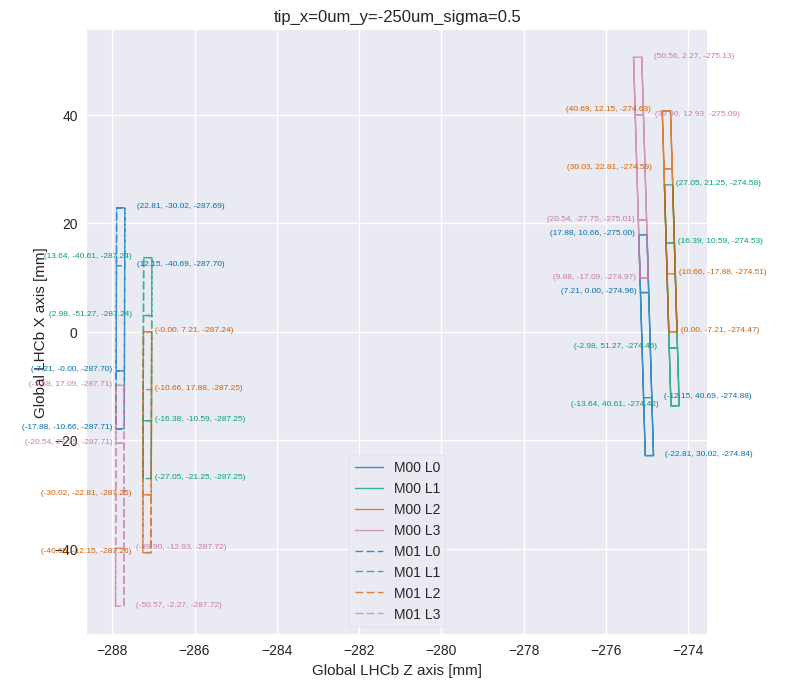 tip_x=0um_y=-250um_sigma=0.5
(50.56, 2.27, -275.13)
(40.69, 12.15, -274.63)
40
(30.03, 22.81, -274.59)
(27.05, 21.25, -274.58)
(22.81, -30.02, -287.69)
20
(20.54, -27.75, -275.01)
(17.88, 10.66, -275.00)
(16.39, 10.59, -274.53)
(13.64, -40.61, -287.24)
(12.15, -40.69, -287.70)
(10.66, -17.88, -274.51)
(9.88, -17.09, -274.97)
(7.21, 0.00, -274.96)
(2.98, -51.27, -287.24)
0
(-0.00, 7.21, -287.24)
(0.00, -7.21, -274.47)
(-7.21, -0.00, -287.70)
(-10.66, 17.88, -287.25)
(-12.15, 40.69, -274.88)
(-16.38, -10.59, -287.25)
(-17.88, -10.66, -287.71)
−20
(-22.81, 30.02, -274.84)
(-27.05, -21.25, -287.25)
(-30.02, -22.81, -287.25)
−40
(-50.57, -2.27, -287.72)
Global LHCb X axis [mm]
M00 L0
M00 L1
M00 L2
M00 L3
M01 L0
M01 L1
M01 L2
M01 L3
−288
−286
−284
−282
−280
−278
−276
−274
Global LHCb Z axis [mm]